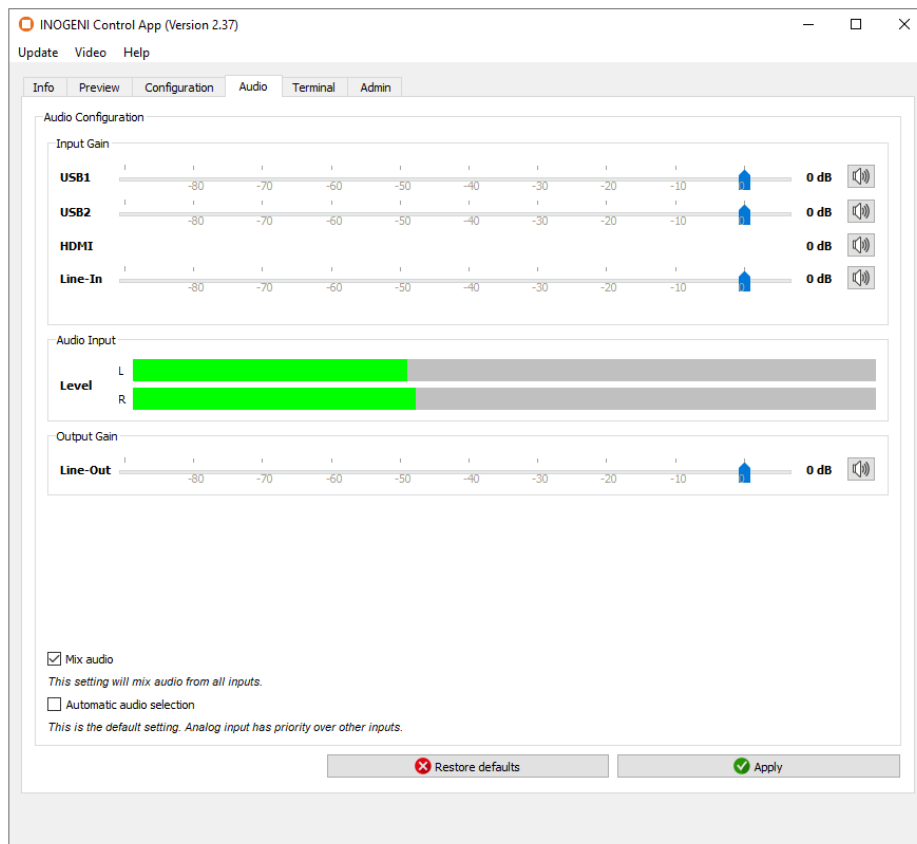 INOGENI Control App (Version 2.37)
Update Video Help
Info Preview Configuration Audio Terminal Admin
Audio Configuration
Input Gain
USB1 0 dB
-80 -70 -60 -50 -40 -30 -20 -10 0
USB2 0 dB
-80 -70 -60 -50 -40 -30 -20 -10 0
HDMI 0 dB
Line-In 0 dB
-80 -70 -60 -50 -40 -30 -20 -10 0
Audio Input
L
Level
R
Output Gain
Line-Out 0 dB
-80 -70 -60 -50 -40 -30 -20 -10 0
Mix audio
This setting will mix audio from all inputs.
Automatic audio selection
This is the default setting. Analog input has priority over other inputs.
Restore defaults Apply